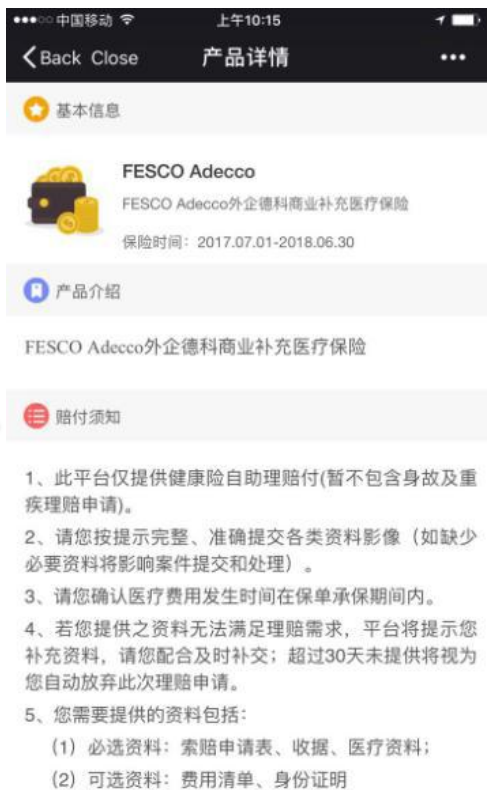 中国移动 上午10:15
Back Close 产品详情
基本信息
FESCO Adecco
FESCO Adecco外企德科商业补充医疗保险
保险时间：2017.07.01-2018.06.30
产品介绍
FESCO Adecco外企德科商业补充医疗保险
赔付须知
1、此平台仅提供健康险自助理赔付(暂不包含身故及重
疾理赔申请)。
2、请您按提示完整、准确提交各类资料影像（如缺少
必要资料将影响案件提交和处理）。
3、请您确认医疗费用发生时间在保单承保期间内。
4、若您提供之资料无法满足理赔需求，平台将提示您
补充资料，请您配合及时补交；超过30天未提供将视为
您自动放弃此次理赔申请。
5、您需要提供的资料包括：
（1）必选资料：索赔申请表、收据、医疗资料；
（2）可选资料：费用清单、身份证明